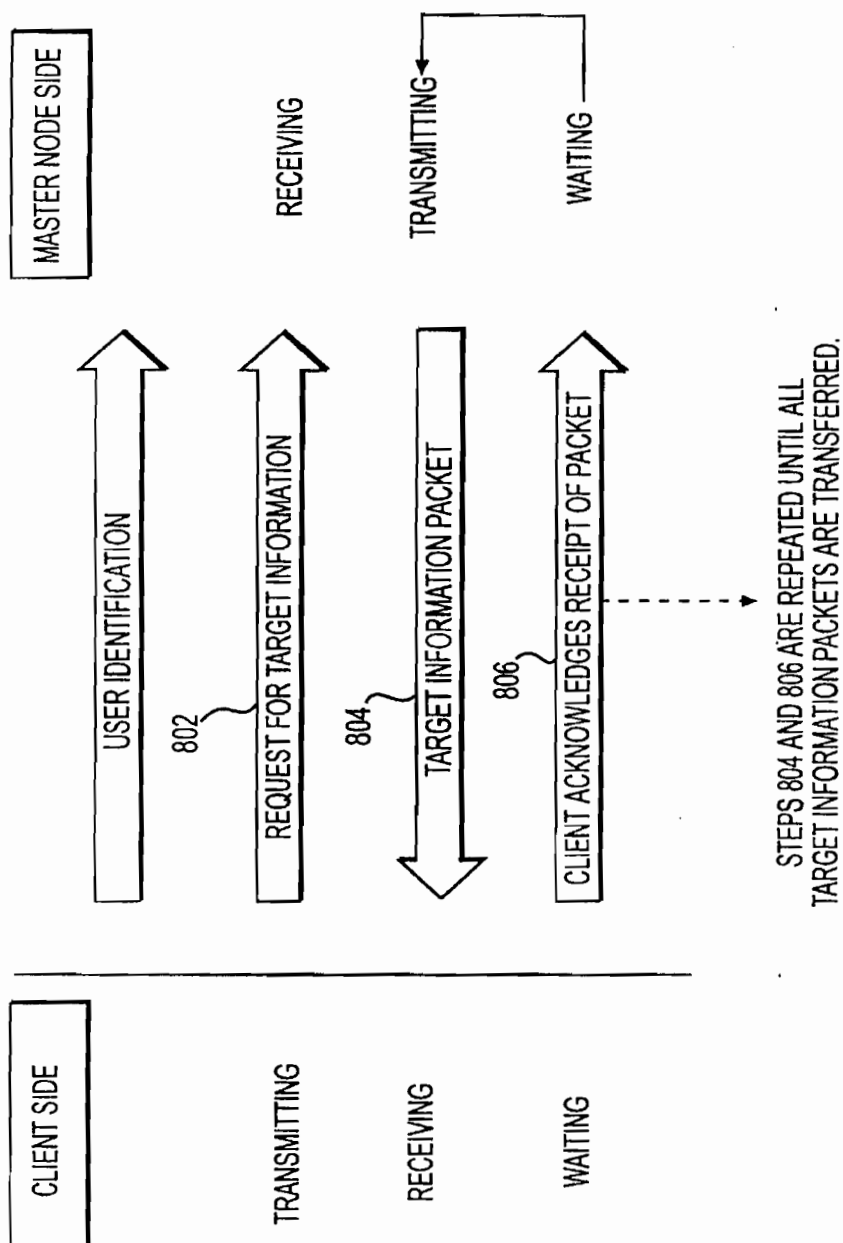 CLIENT SIDE
MASTER NODE SIDE
USER IDENTIFICATION
802
TRANSMITTING
REQUEST FOR TARGET INFORMATION
RECEIVING
804
RECEIVING
TARGET INFORMATION PACKET
TRANSMITTING
806
WAITING
CLIENT ACKNOWLEDGES RECEIPT OF PACKET
WAITING
STEPS 804 AND 806 ARE REPEATED UNTIL ALL
TARGET INFORMATION PACKETS ARE TRANSFERRED.